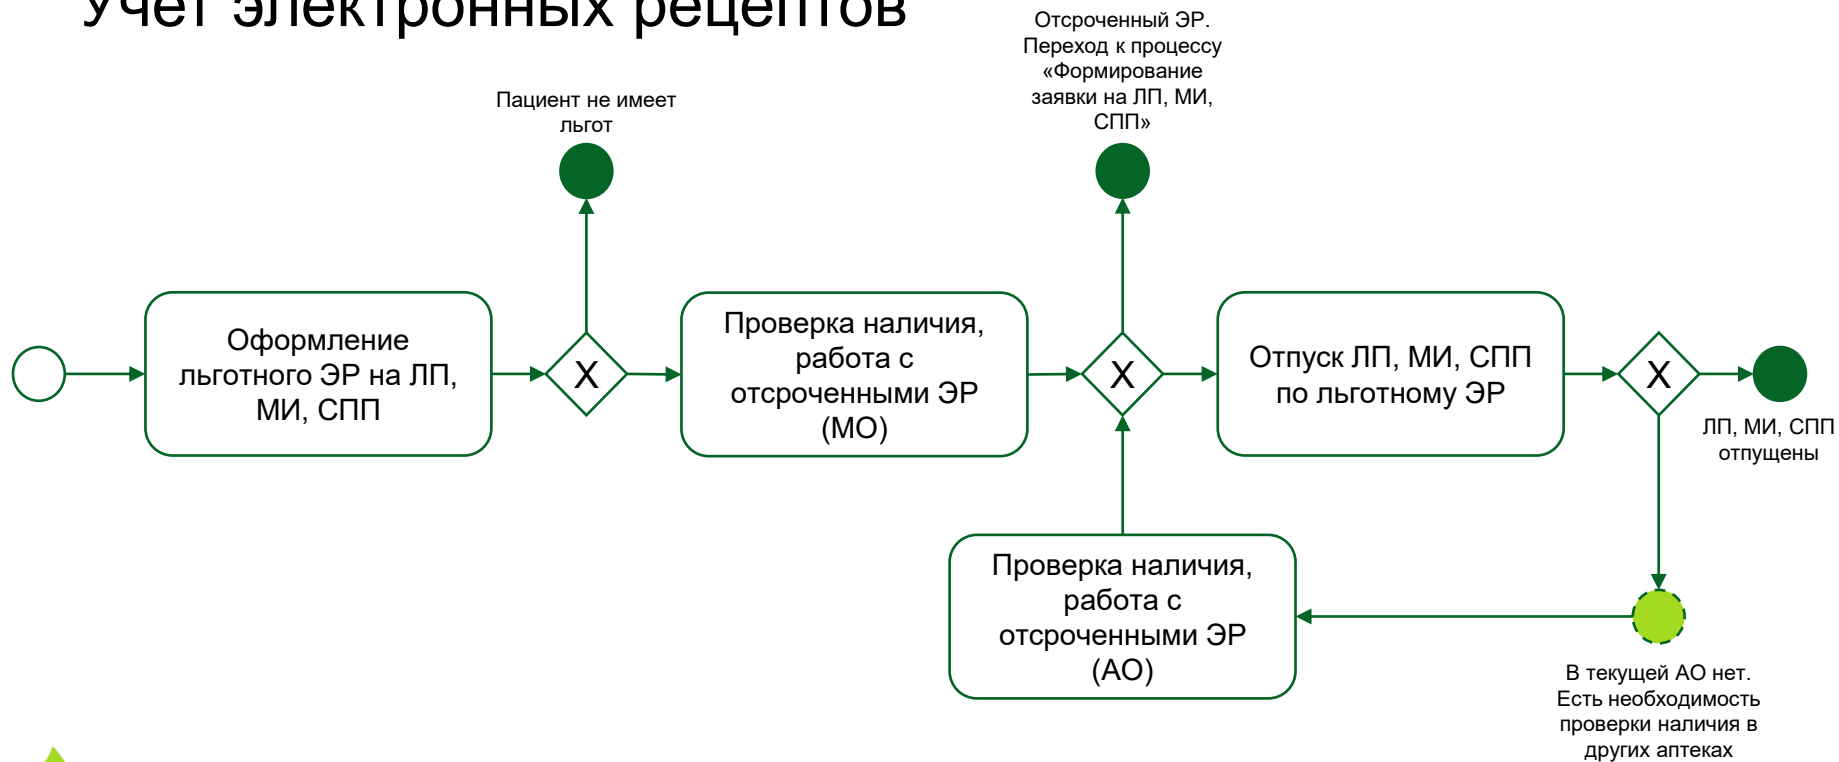 Учет электронных рецептов
Отсроченный ЭР.
Переход к процессу
«Формирование
заявки на ЛП, МИ,
СПП»
Пациент не имеет
льгот
Оформление
льготного ЭР на ЛП,
МИ, СПП
X
Проверка наличия,
работа с
отсроченными ЭР
(МО)
X
Отпуск ЛП, МИ, СПП
по льготному ЭР
X
ЛП, МИ, СПП
отпущены
Проверка наличия,
работа с
отсроченными ЭР
(АО)
В текущей АО нет.
Есть необходимость
проверки наличия в
других аптеках